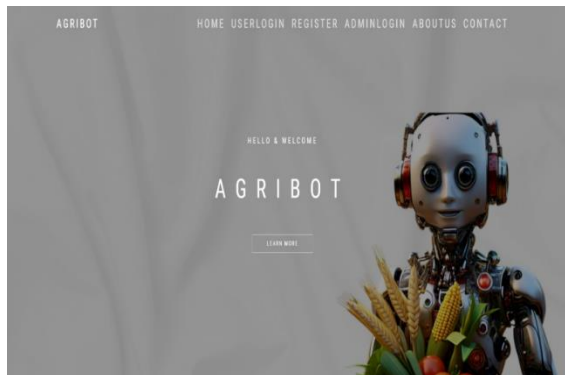 AGRIBOT HOME USERLOGIN REGISTER ADMINLOGIN ABOUTUS CONTACT
HELLO & WELCOME
AGRIBOT
LEARN MORE